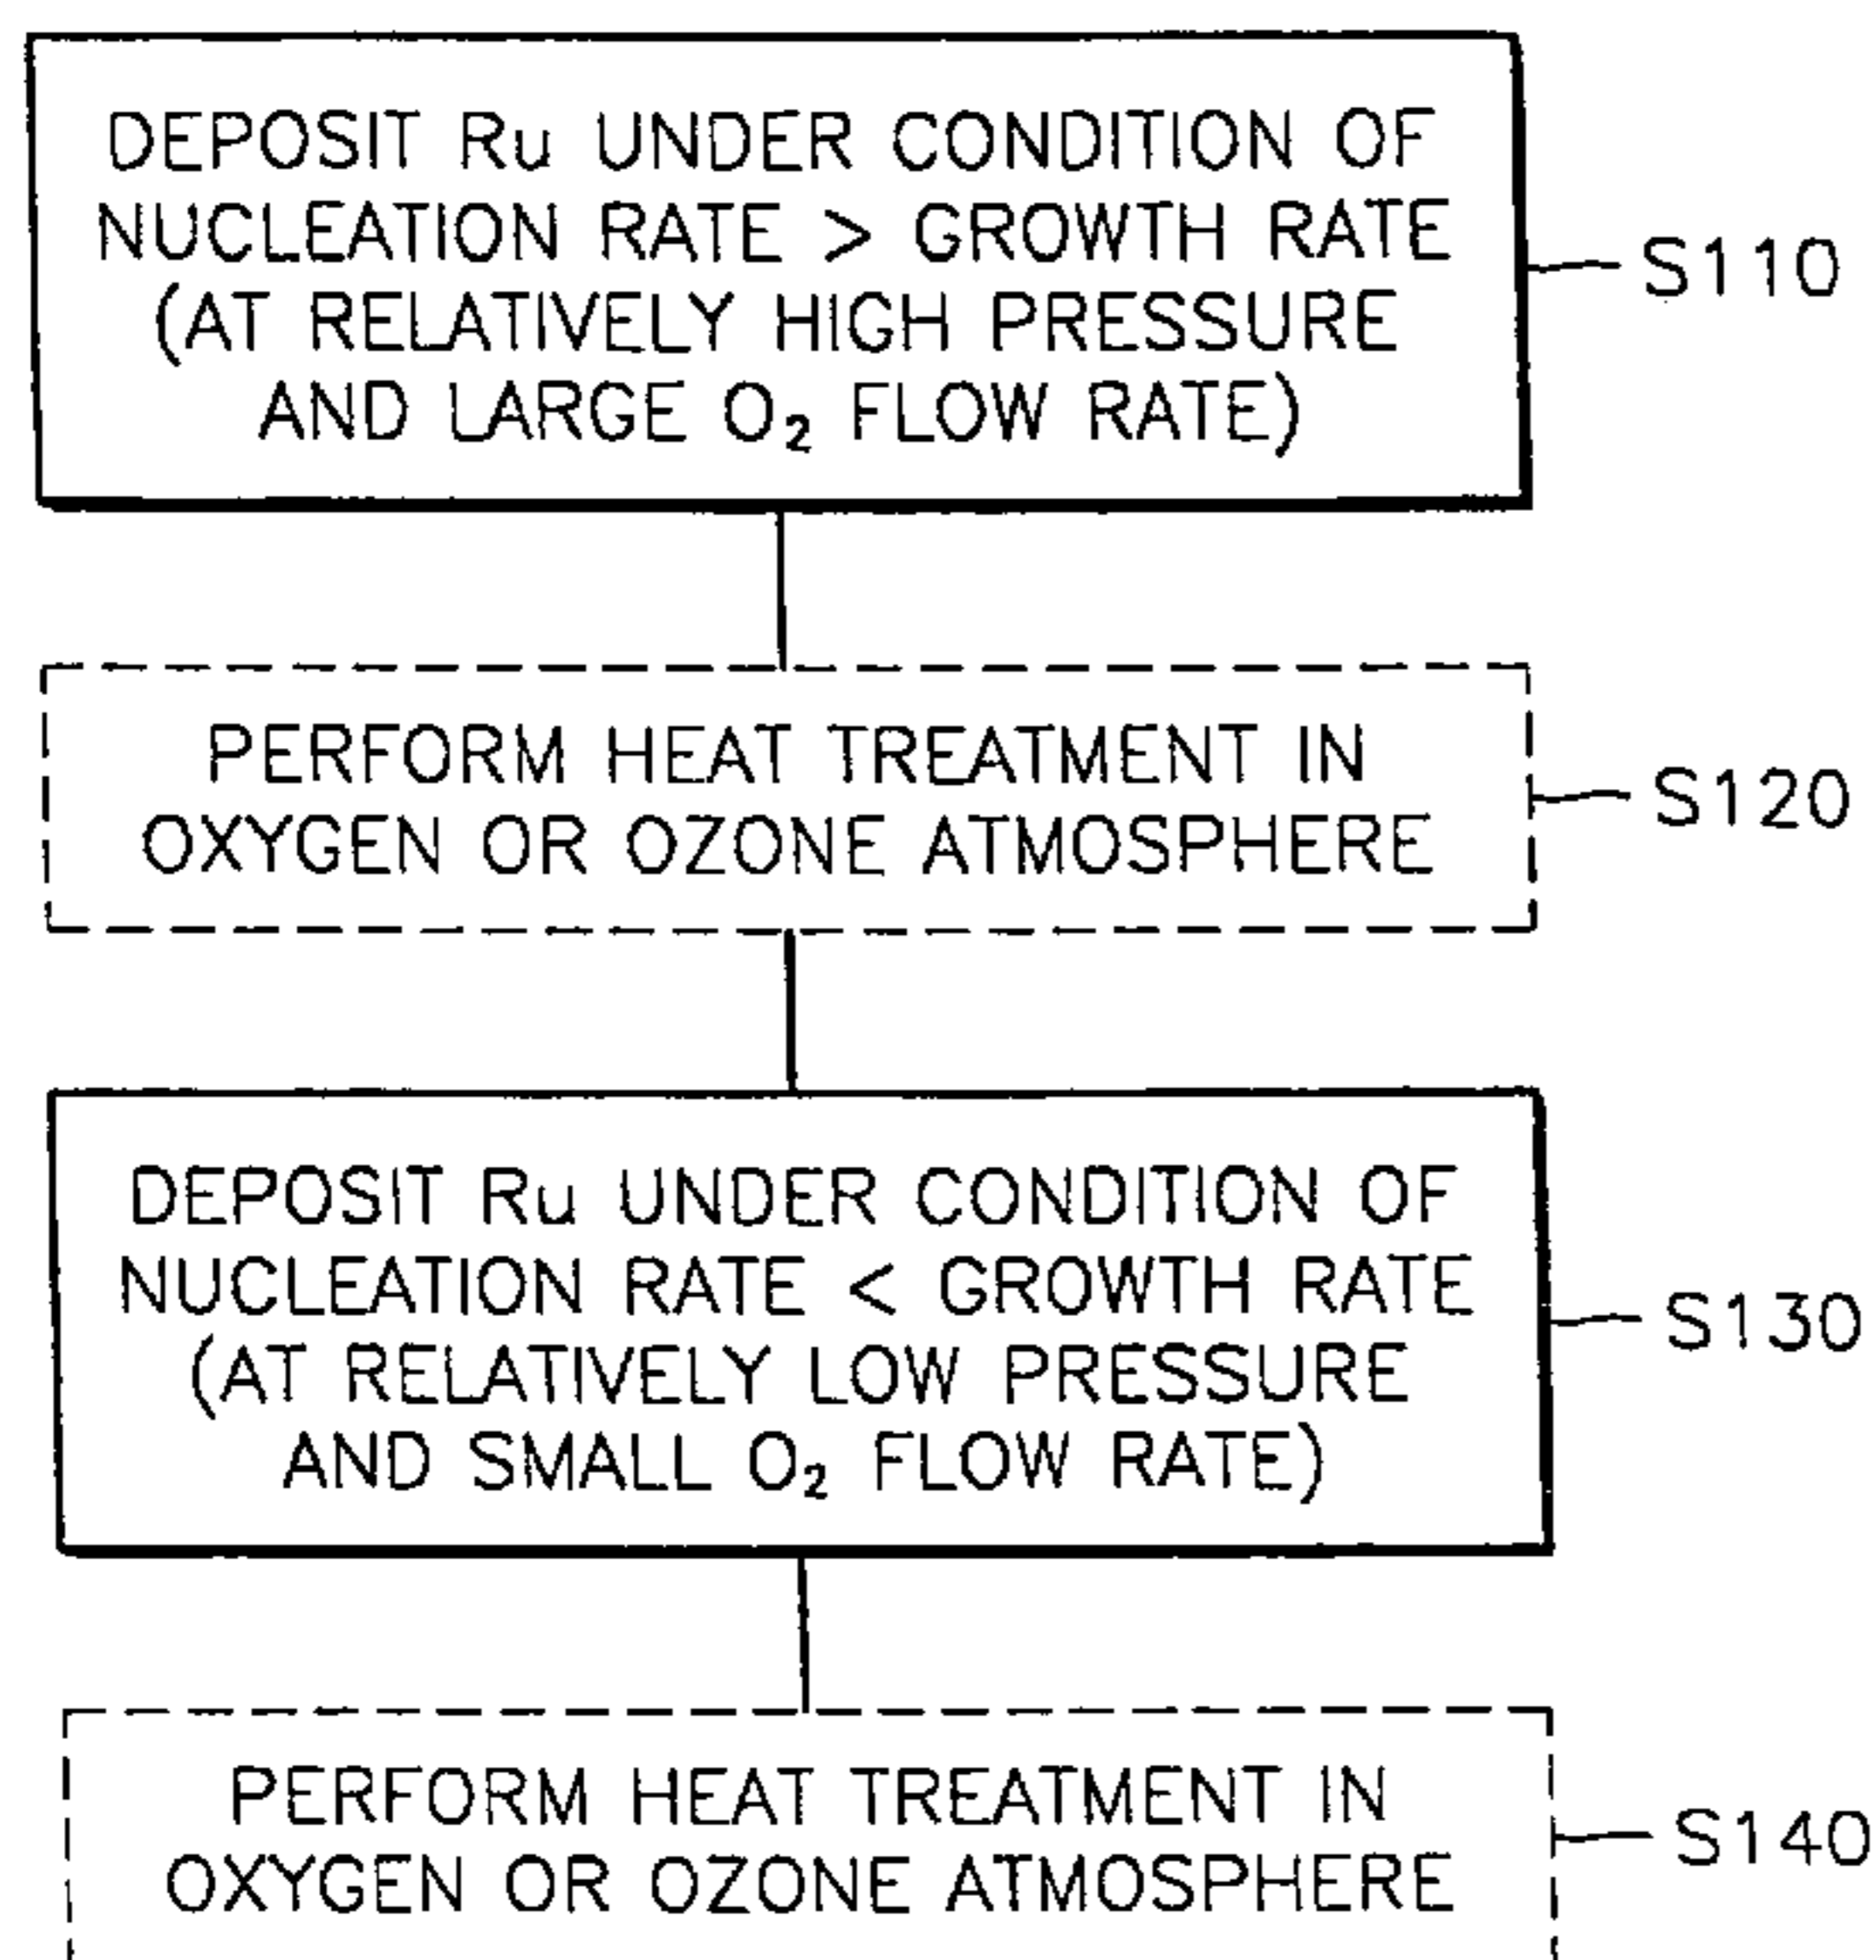 DEPOSIT Ru UNDER CONDITION OF
NUCLEATION RATE > GROWTH RATE
(AT RELATIVELY HIGH PRESSURE
AND LARGE O₂ FLOW RATE)
S110
PERFORM HEAT TREATMENT IN
OXYGEN OR OZONE ATMOSPHERE
S120
DEPOSIT Ru UNDER CONDITION OF
NUCLEATION RATE < GROWTH RATE
(AT RELATIVELY LOW PRESSURE
AND SMALL O₂ FLOW RATE)
S130
PERFORM HEAT TREATMENT IN
OXYGEN OR OZONE ATMOSPHERE
S140